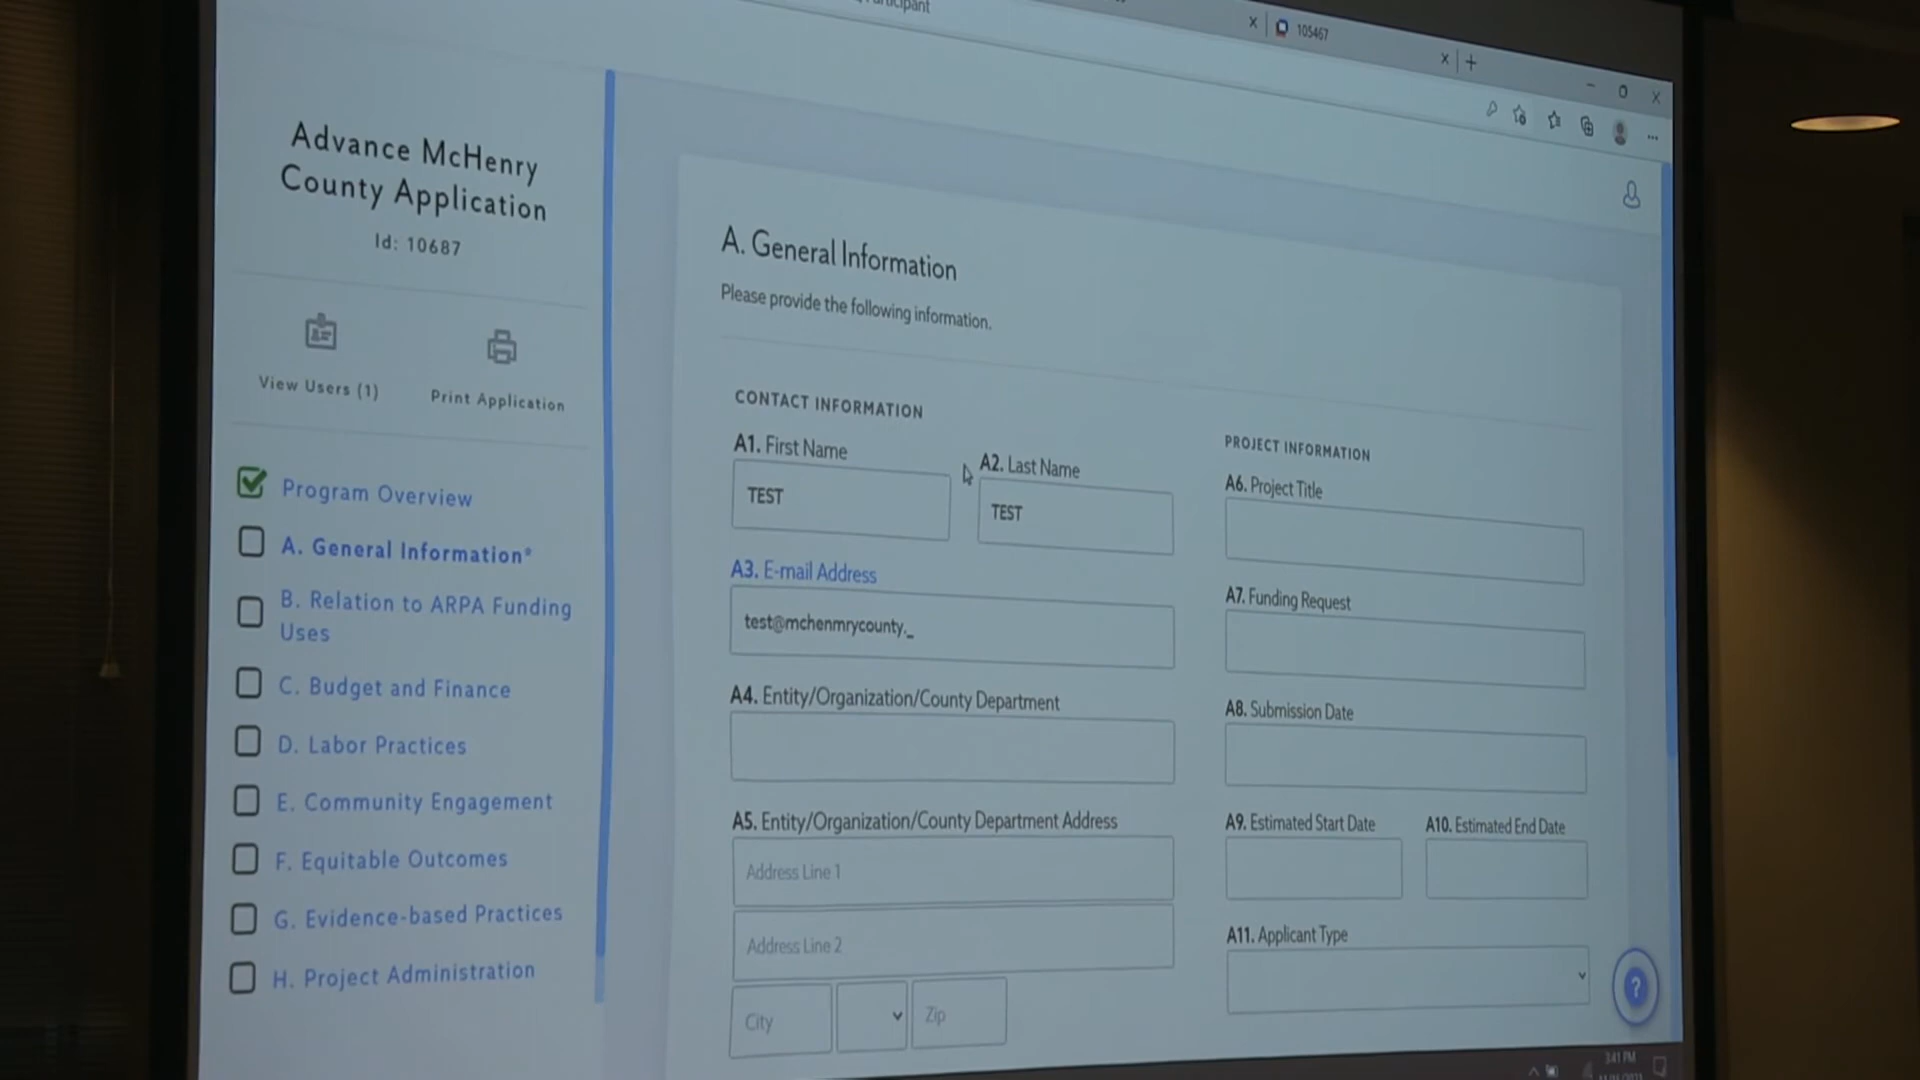 105467
Advance McHenry
County Application
Id: 10687
View Users (1)
Print Application
Program Overview
A. General Information*
B. Relation to ARPA Funding
Uses
C. Budget and Finance
D. Labor Practices
E. Community Engagement
F. Equitable Outcomes
G. Evidence-based Practices
H. Project Administration
A. General Information
Please provide the following information.
CONTACT INFORMATION
A1. First Name
TEST
A2. Last Name
TEST
A3. E-mail Address
test@mchenmrycounty._
A4. Entity/Organization/County Department
A5. Entity/Organization/County Department Address
Address Line 1
Address Line 2
City
Zip
PROJECT INFORMATION
A6. Project Title
A7. Funding Request
A8. Submission Date
A9. Estimated Start Date
A10. Estimated End Date
A11. Applicant Type
?
3:41 PM